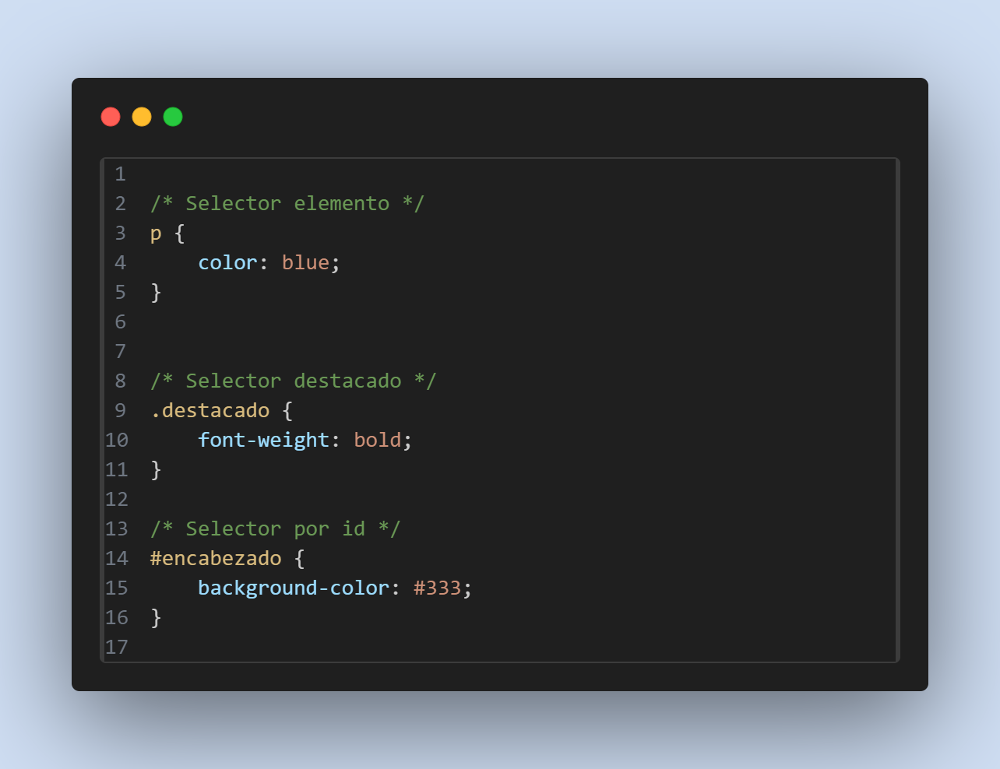 1
2 /* Selector elemento */
3 p {
4     color: blue;
5 }
6
7
8 /* Selector destacado */
9 .destacado {
10     font-weight: bold;
11 }
12
13 /* Selector por id */
14 #encabezado {
15     background-color: #333;
16 }
17